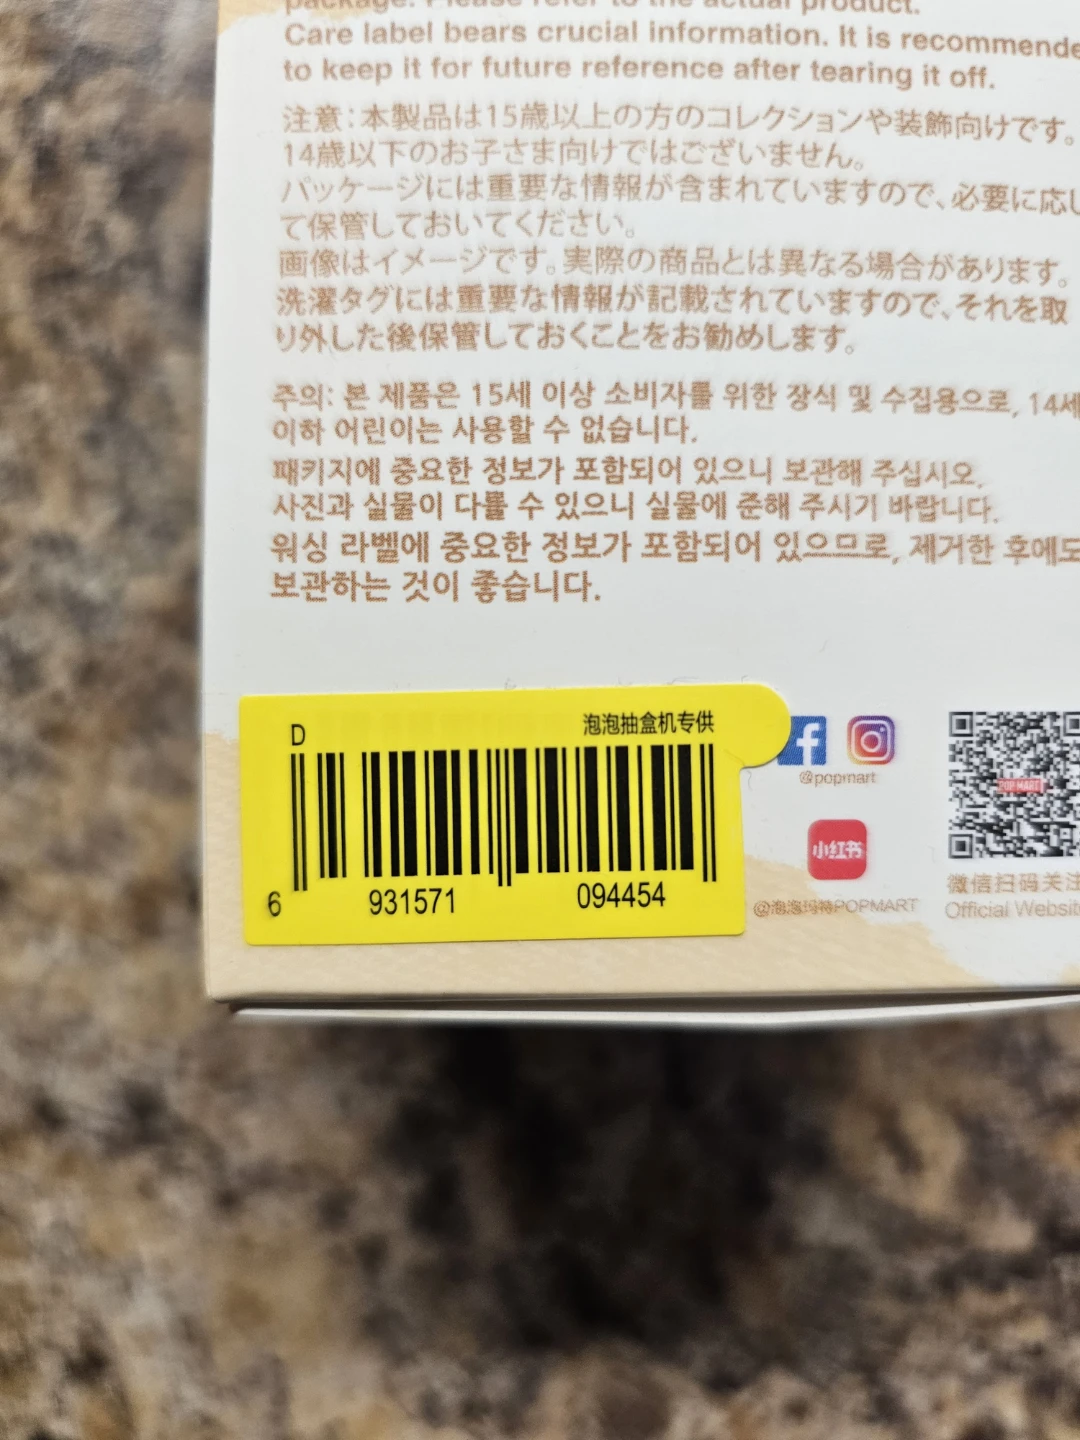 package. Please refer to the actual product.
Care label bears crucial information. It is recommende
to keep it for future reference after tearing it off.
注意：本製品は15歳以上の方のコレクションや装飾向けです。
14歳以下のお子さま向けではございません。
パッケージには重要な情報が含まれていますので、必要に応じ
て保管しておいてください。
画像はイメージです。実際の商品とは異なる場合があります。
洗濯タグには重要な情報が記載されていますので、それを取
り外した後保管しておくことをお勧めします。
주의: 본 제품은 15세 이상 소비자를 위한 장식 및 수집용으로, 14세
이하 어린이는 사용할 수 없습니다.
패키지에 중요한 정보가 포함되어 있으니 보관해 주십시오.
사진과 실물이 다를 수 있으니 실물에 준해 주시기 바랍니다.
워싱 라벨에 중요한 정보가 포함되어 있으므로, 제거한 후에도
보관하는 것이 좋습니다.
D
泡泡抽盒机专供
6 931571 094454
@popmart
小红书
@泡泡玛特POPMART
POP MART
微信扫码关注
Official Website